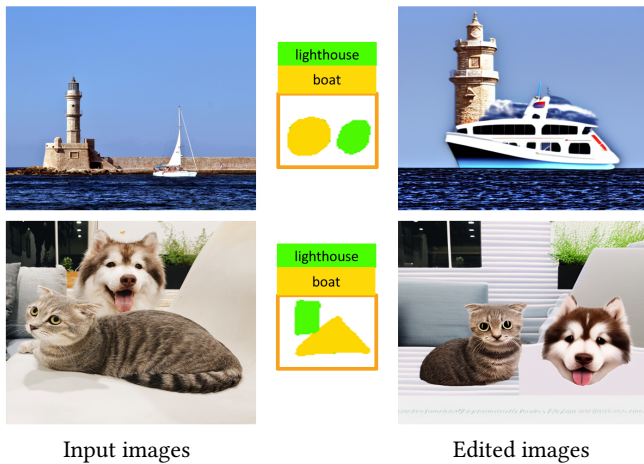 lighthouse
boat
lighthouse
boat
Input images
Edited images